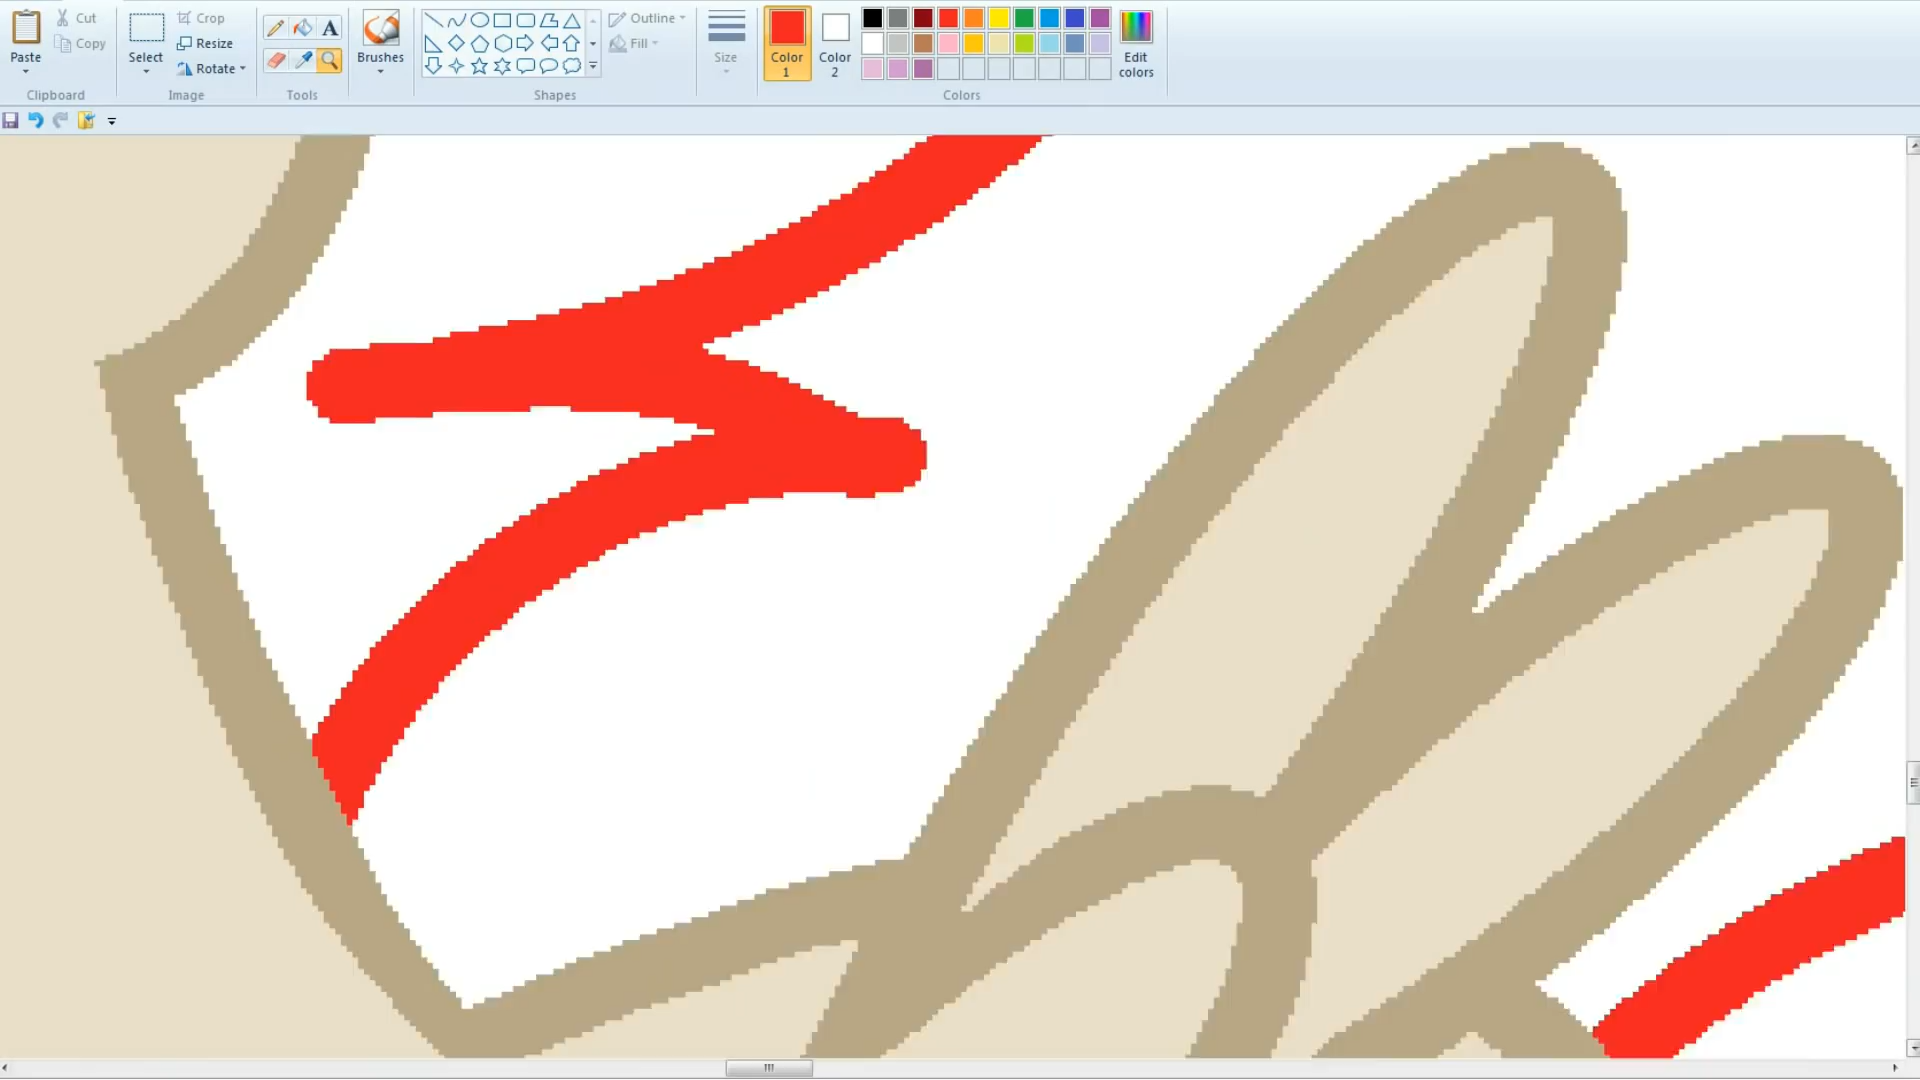 Paste
Cut
Copy
Clipboard
Select
Crop
Resize
Rotate
Image
A
Tools
Brushes
Shapes
Outline
Fill
Size
Color
1
Color
2
Colors
Edit
colors